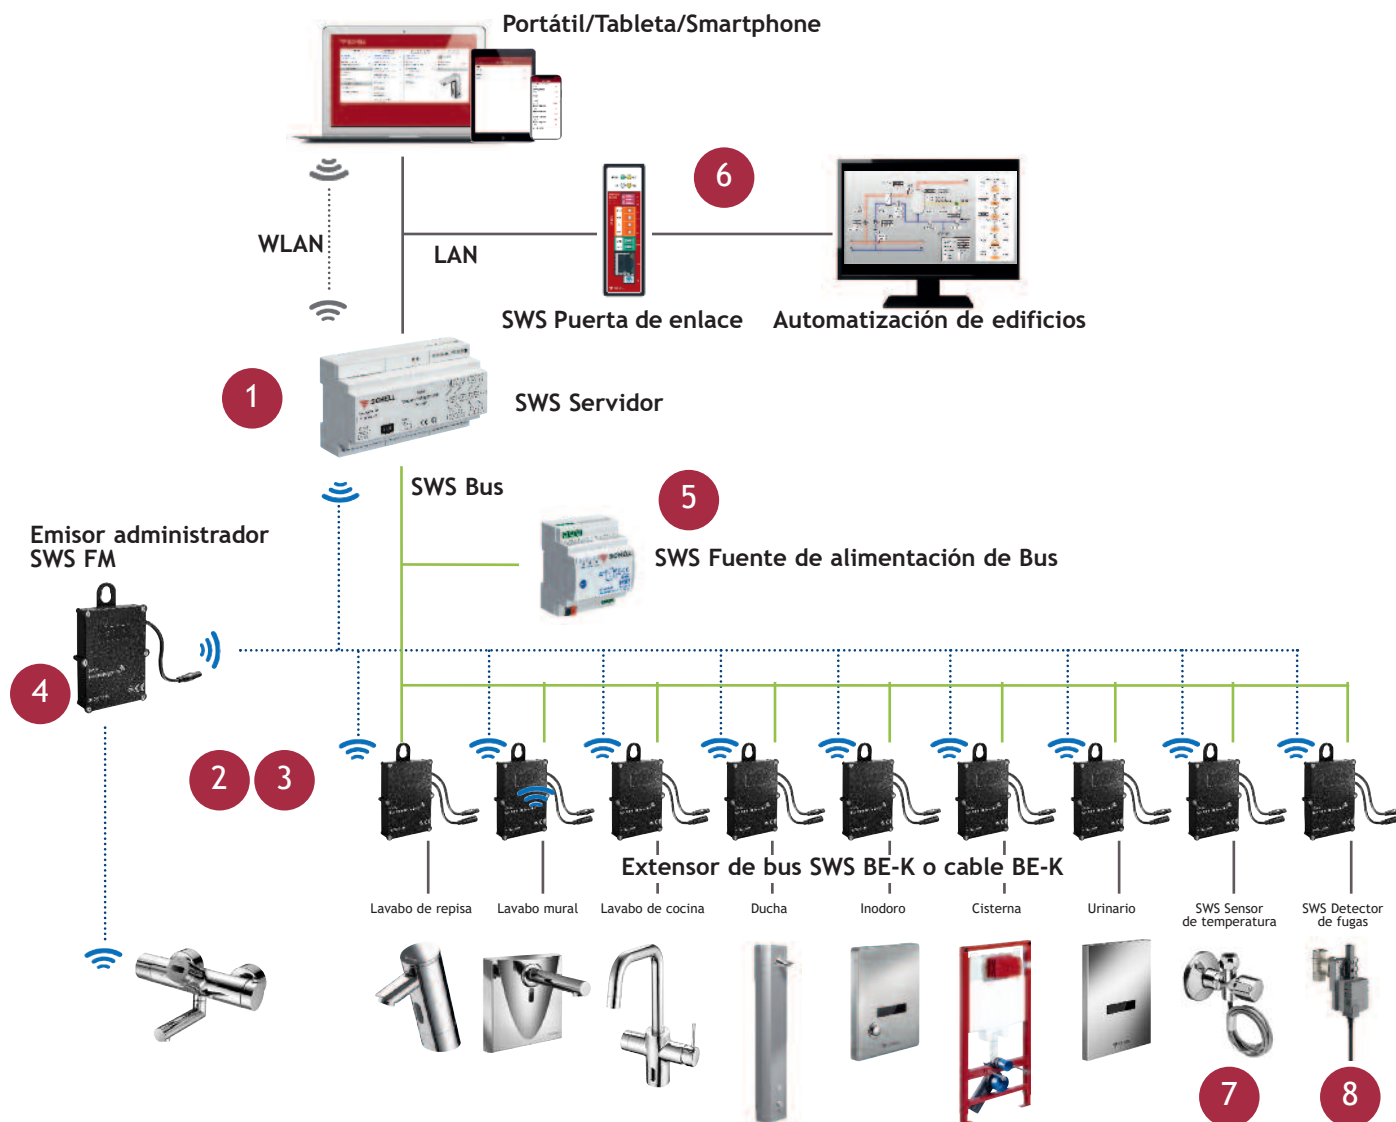 Portátil/Tableta/Smartphone
6
WLAN
LAN
SWS Puerta de enlace
Automatización de edificios
1
SCHELL
SWS Servidor
SWS Bus
5
Emisor administrador
SWS FM
SCHELL
SWS Fuente de alimentación de Bus
4
2
3
Extensor de bus SWS BE-K o cable BE-K
Lavabo de repisa
Lavabo mural
Lavabo de cocina
Ducha
Inodoro
Cisterna
Urinario
SWS Sensor
de temperatura
SWS Detector
de fugas
7
8